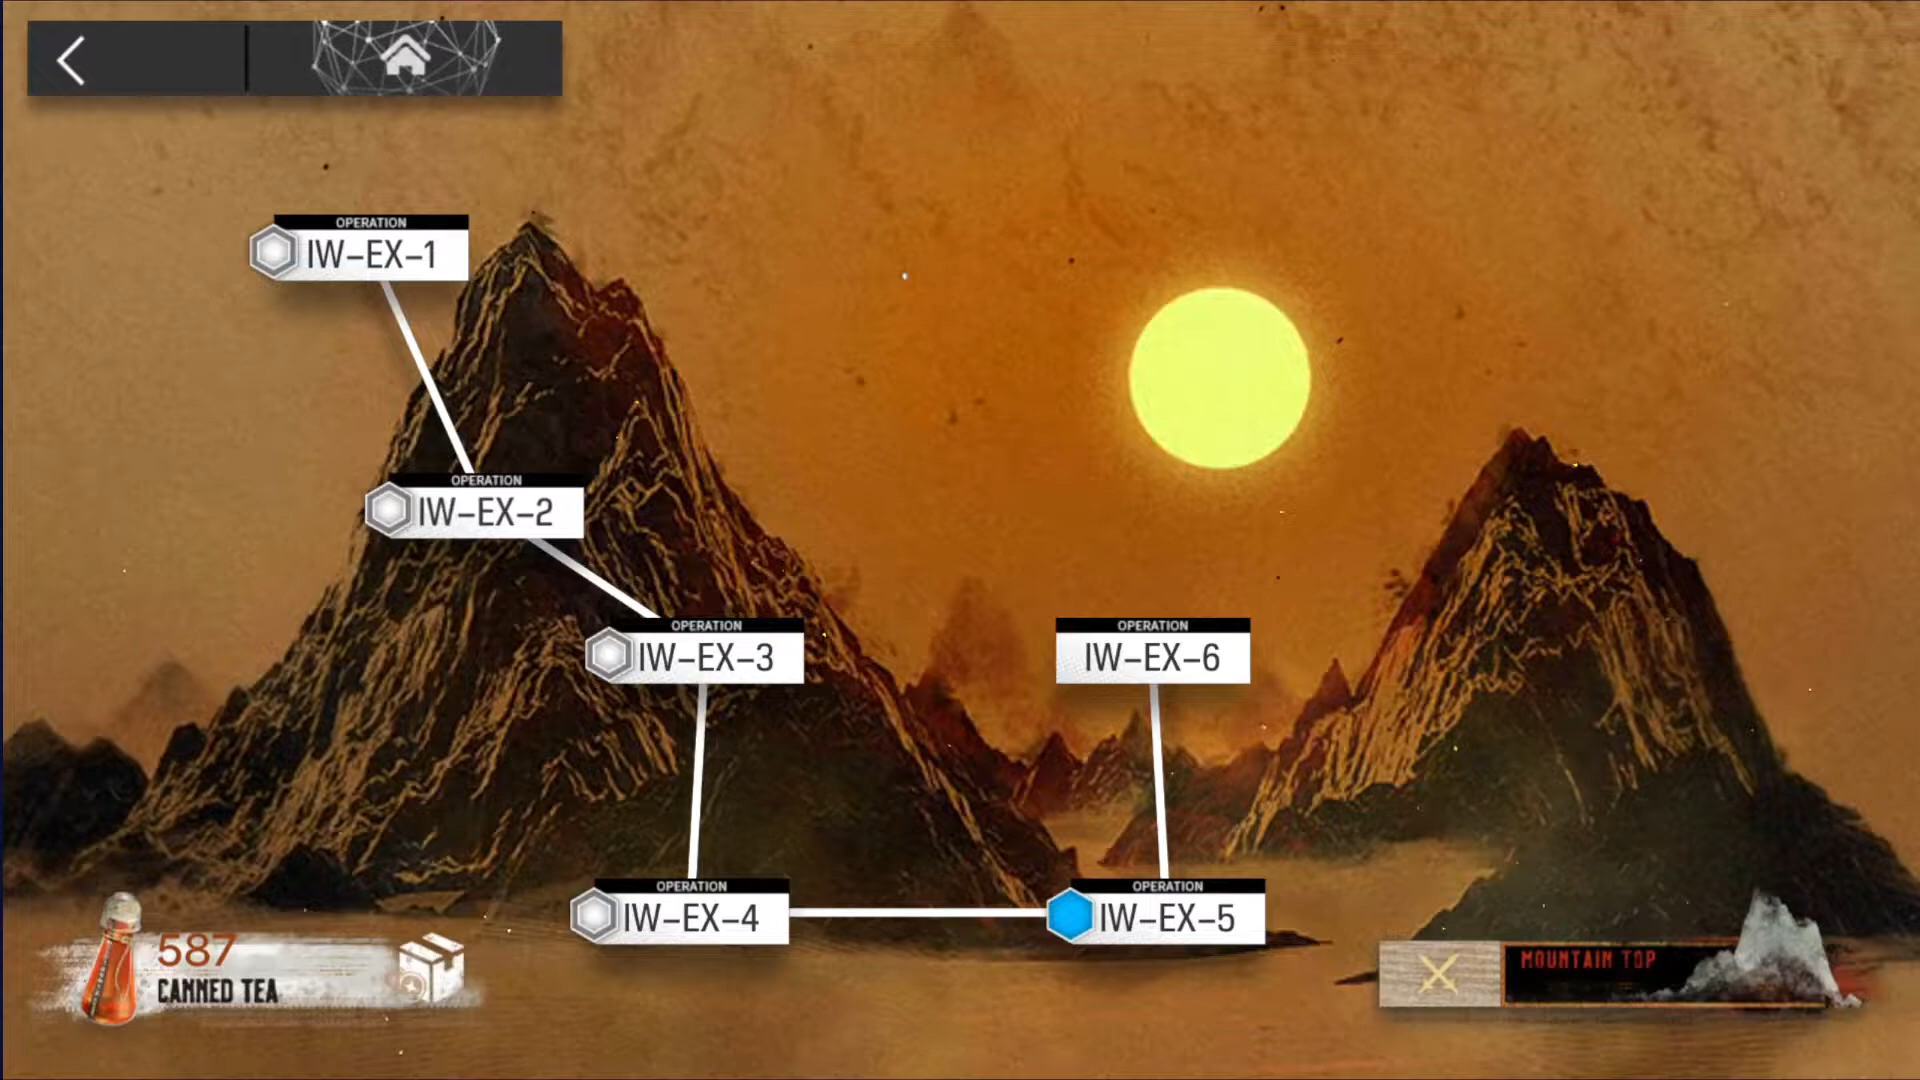 OPERATION
IW-EX-1
OPERATION
IW-EX-2
OPERATION
IW-EX-3
OPERATION
IW-EX-6
OPERATION
IW-EX-4
OPERATION
IW-EX-5
587
CANNED TEA
MOUNTAIN TOP